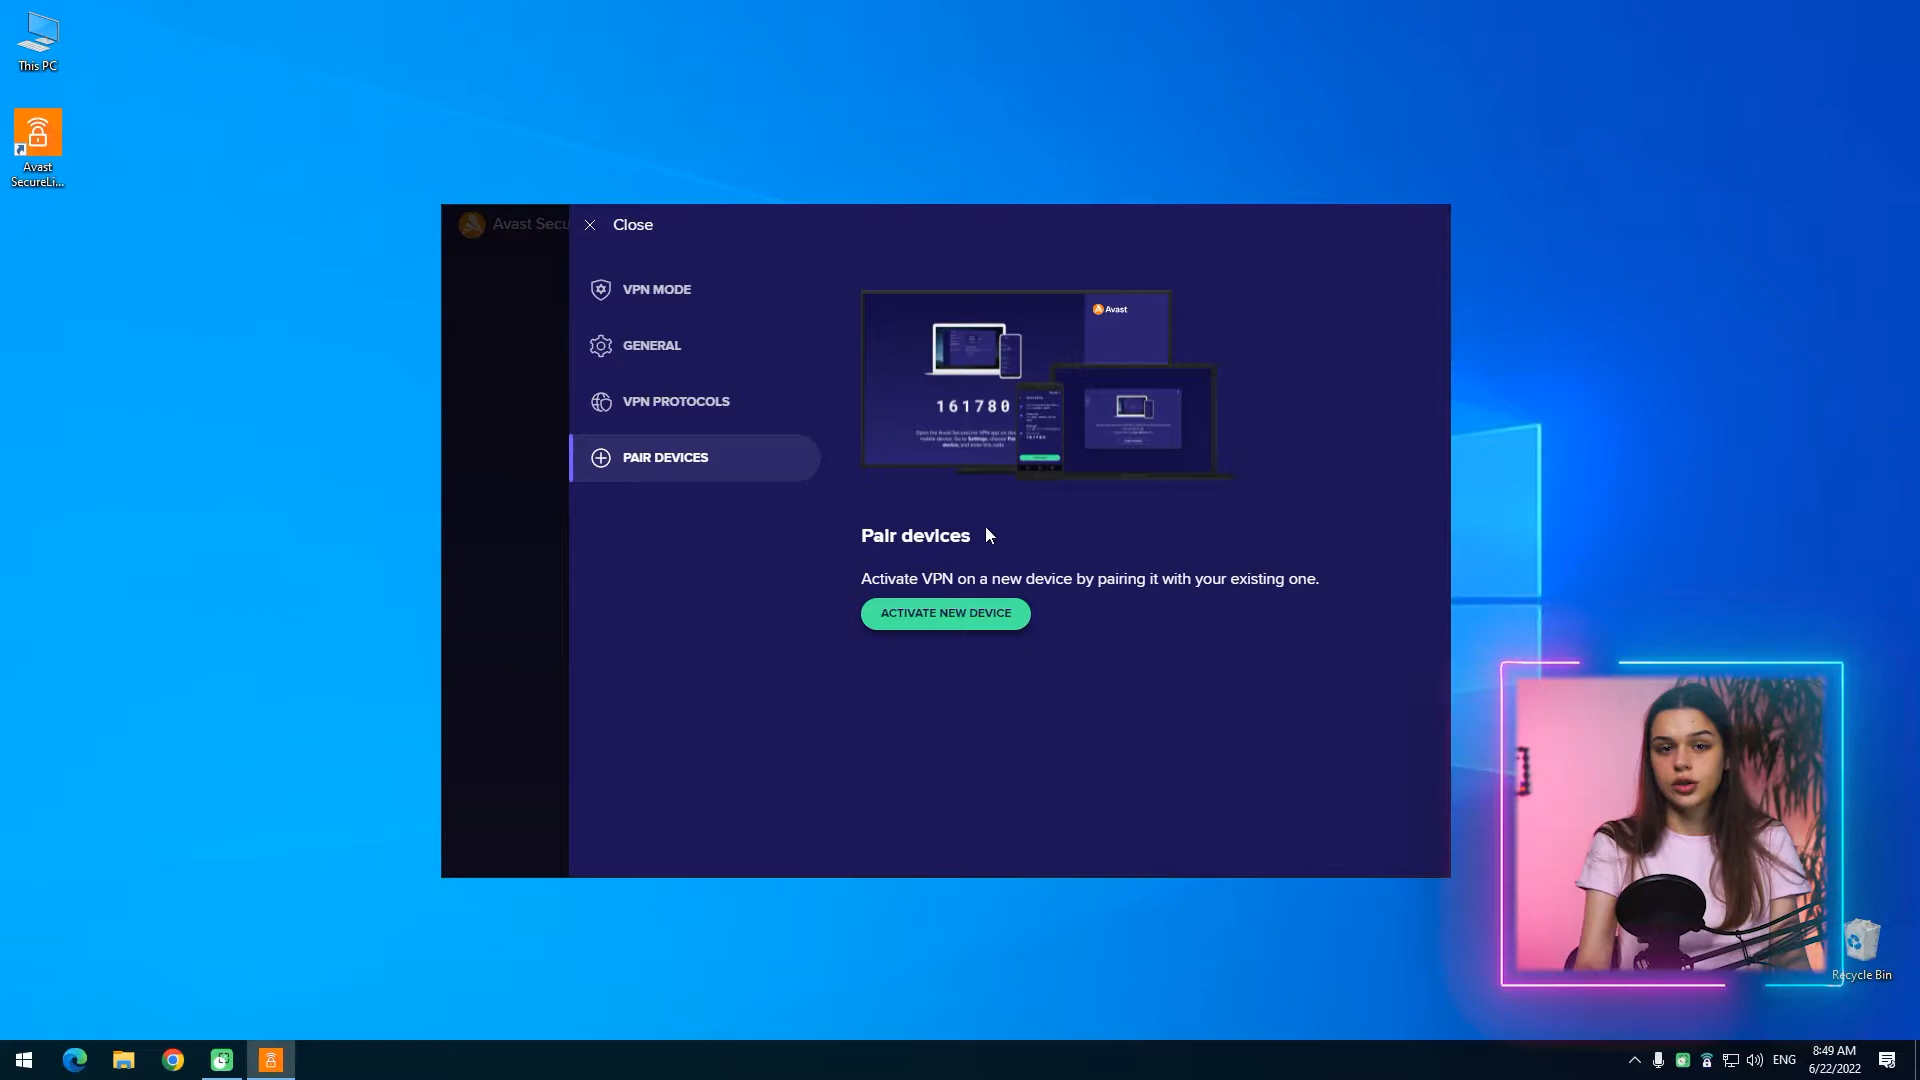 This PC
Avast
SecureLi...
Avast Secu
Close
VPN MODE
GENERAL
VPN PROTOCOLS
PAIR DEVICES
Avast
161780
Pair devices
Activate VPN on a new device by pairing it with your existing one.
ACTIVATE NEW DEVICE
Recycle Bin
ENG
8:49 AM
6/22/2022